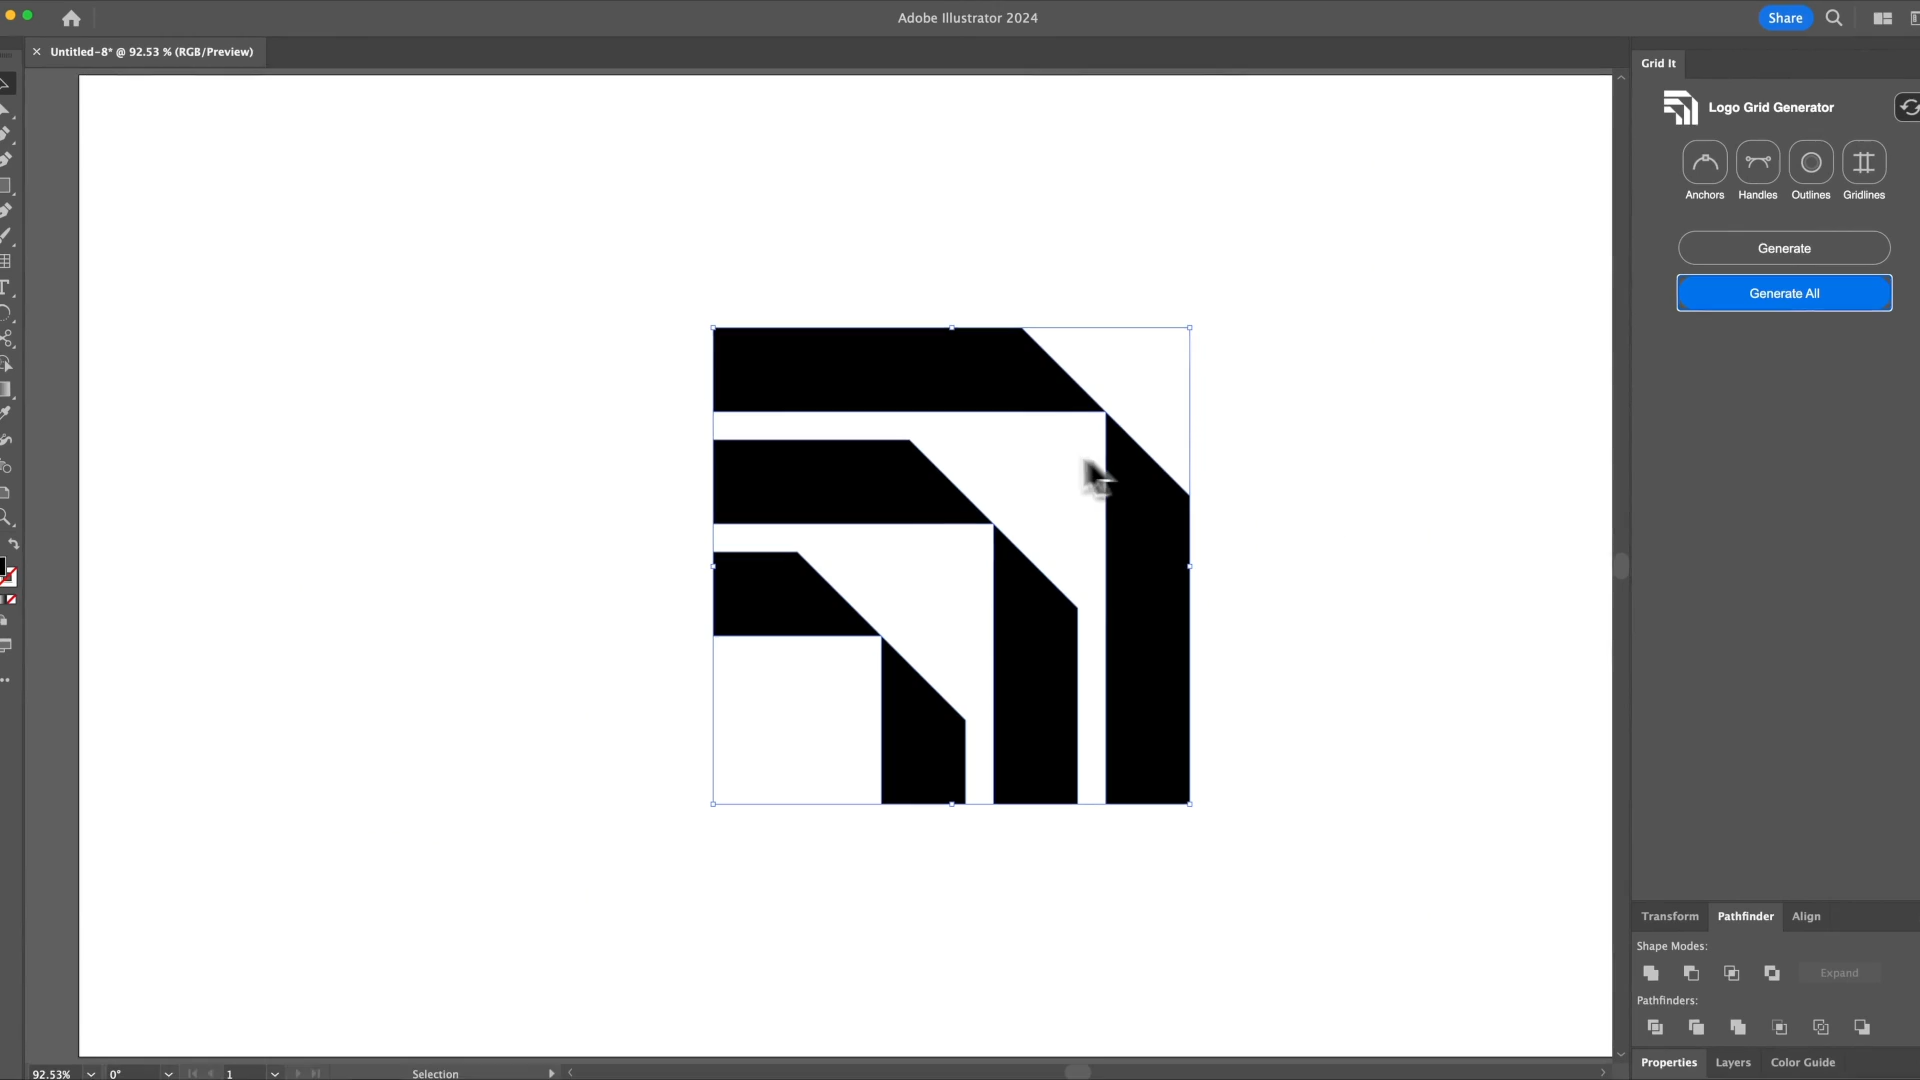 Adobe Illustrator 2024
Share
Untitled-8* @ 92.53 % (RGB/Preview)
Grid It
Logo Grid Generator
Anchors
Handles
Outlines
Gridlines
Generate
Generate All
Transform
Pathfinder
Align
Shape Modes:
Expand
Pathfinders:
Properties
Layers
Color Guide
92.53%
0°
1
Selection